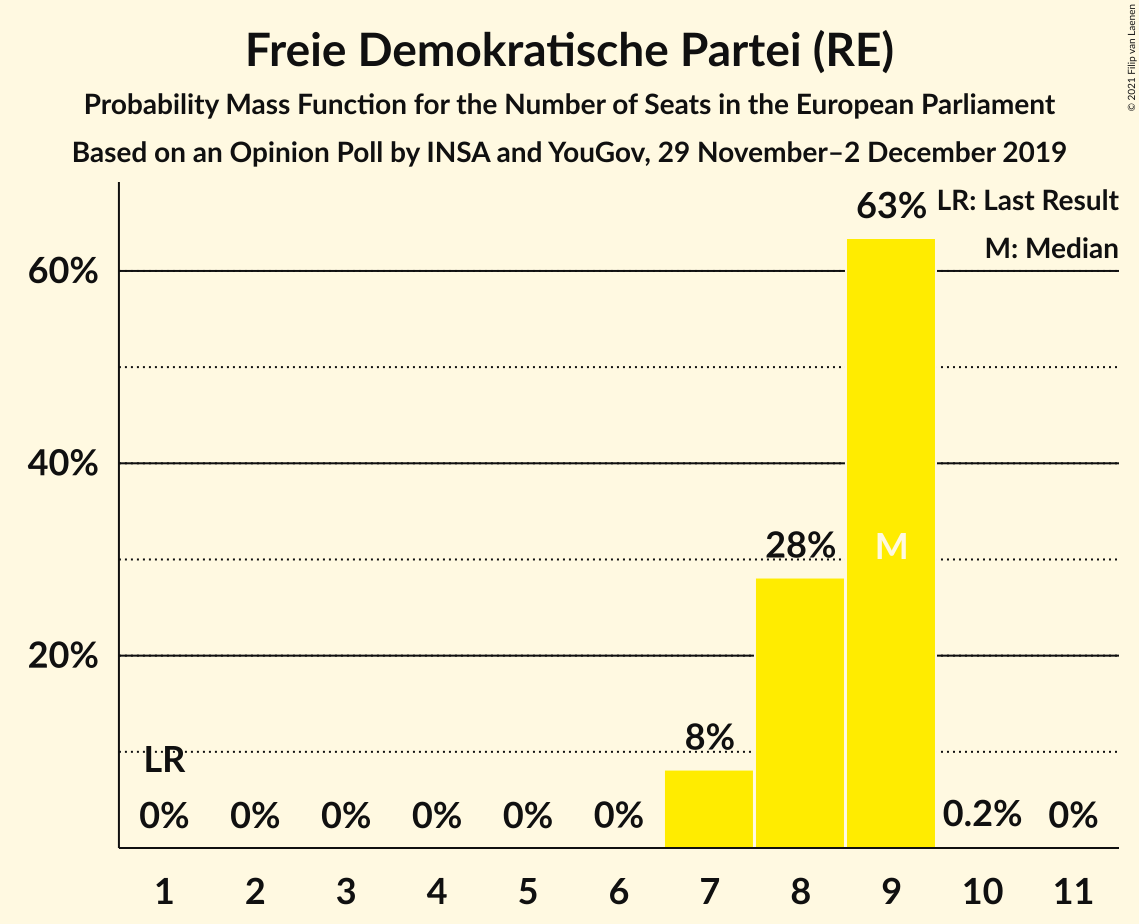 Freie Demokratische Partei (RE)
Probability Mass Function for the Number of Seats in the European Parliament
Based on an Opinion Poll by INSA and YouGov, 29 November–2 December 2019
© 2021 Filip van Laenen
LR: Last Result
M: Median
63%
60%
40%
28%
M
20%
8%
LR
0% 0% 0% 0% 0% 0% 0.2% 0%
1 2 3 4 5 6 7 8 9 10 11